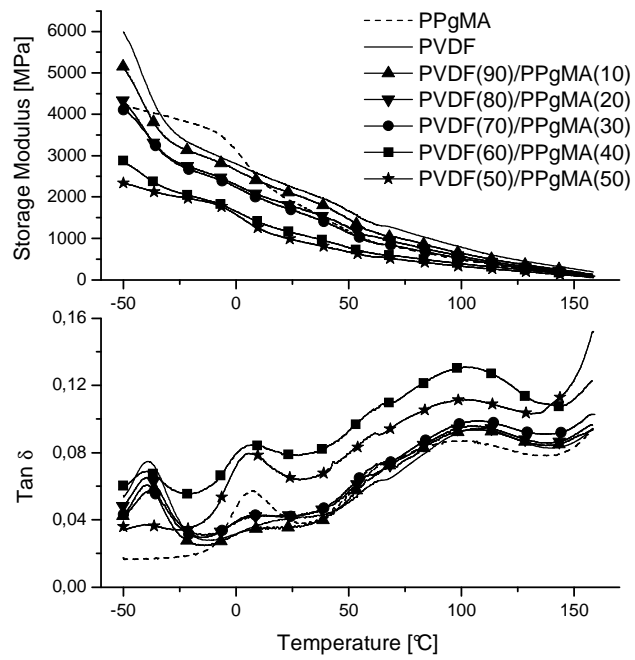 Storage Modulus [MPa]
6000
5000
4000
3000
2000
1000
0
PPgMA
PVDF
PVDF(90)/PPgMA(10)
PVDF(80)/PPgMA(20)
PVDF(70)/PPgMA(30)
PVDF(60)/PPgMA(40)
PVDF(50)/PPgMA(50)
-50 0 50 100 150
Tan δ
0,16
0,12
0,08
0,04
0,00
-50 0 50 100 150
Temperature [°C]